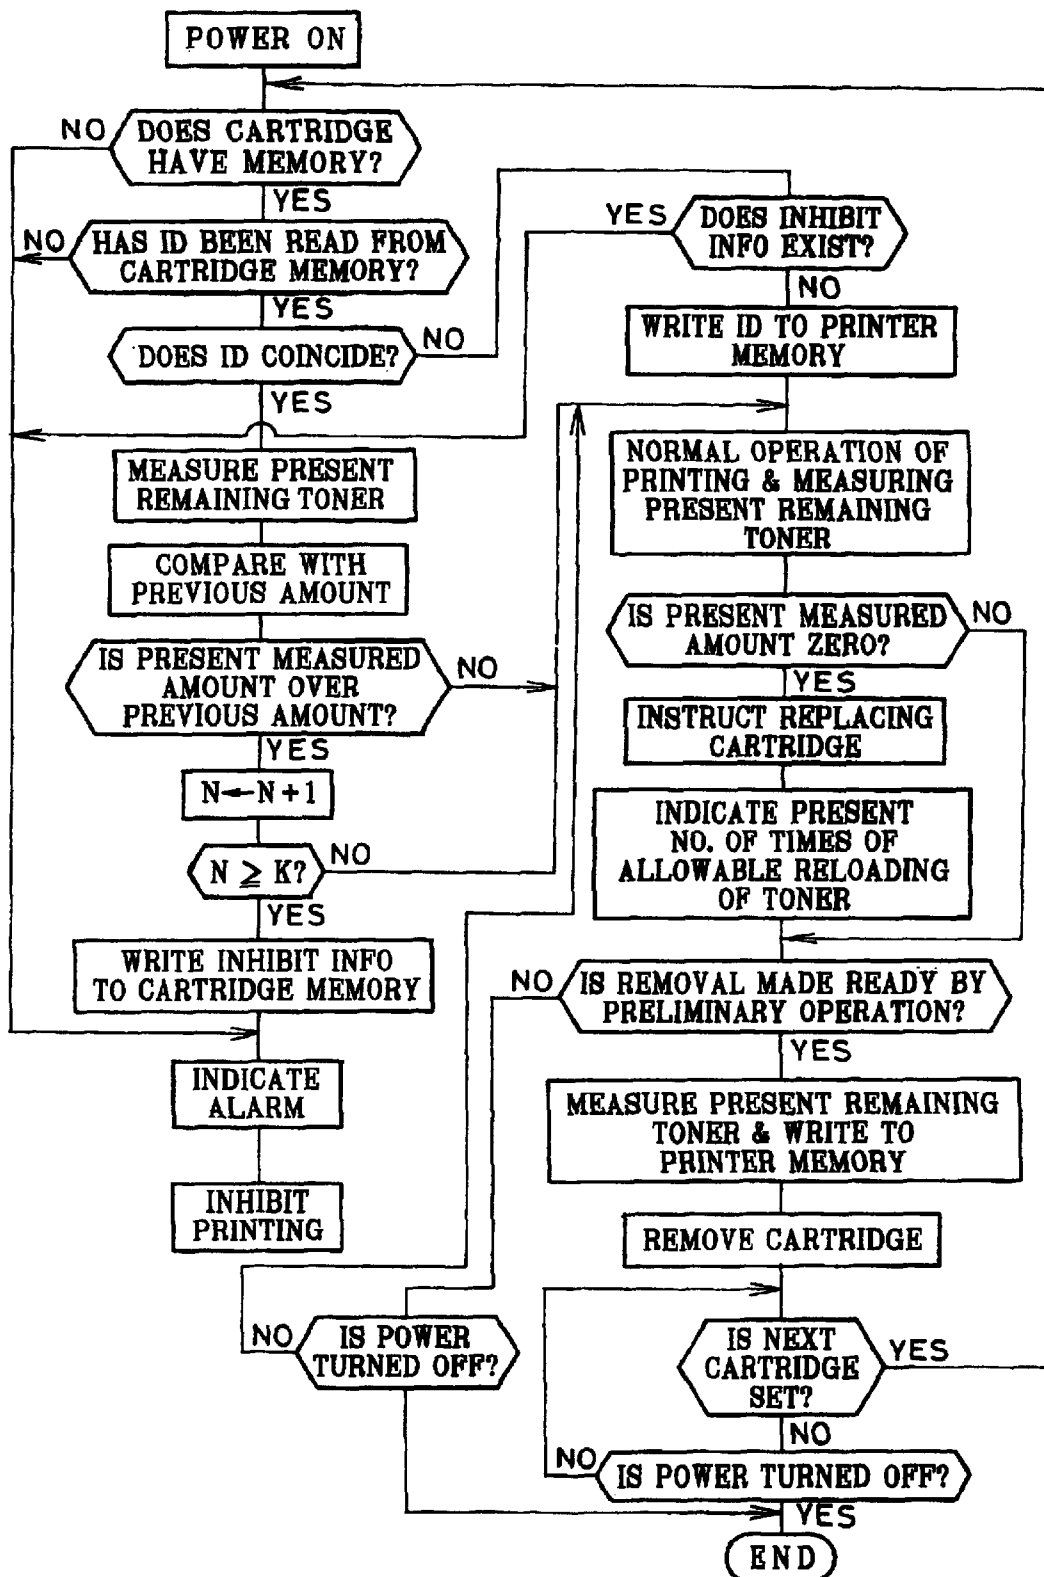 POWER ON
DOES CARTRIDGE
HAVE MEMORY?
NO
YES
HAS ID BEEN READ FROM
CARTRIDGE MEMORY?
NO
YES
DOES ID COINCIDE?
NO
YES
MEASURE PRESENT
REMAINING TONER
COMPARE WITH
PREVIOUS AMOUNT
IS PRESENT MEASURED
AMOUNT OVER
PREVIOUS AMOUNT?
NO
YES
N←N+1
N ≧ K?
NO
YES
WRITE INHIBIT INFO
TO CARTRIDGE MEMORY
INDICATE
ALARM
INHIBIT
PRINTING
DOES INHIBIT
INFO EXIST?
YES
NO
WRITE ID TO PRINTER
MEMORY
NORMAL OPERATION OF
PRINTING & MEASURING
PRESENT REMAINING
TONER
IS PRESENT MEASURED
AMOUNT ZERO?
NO
YES
INSTRUCT REPLACING
CARTRIDGE
INDICATE PRESENT
NO. OF TIMES OF
ALLOWABLE RELOADING
OF TONER
IS REMOVAL MADE READY BY
PRELIMINARY OPERATION?
NO
YES
MEASURE PRESENT REMAINING
TONER & WRITE TO
PRINTER MEMORY
REMOVE CARTRIDGE
IS POWER
TURNED OFF?
NO
IS NEXT
CARTRIDGE
SET?
YES
NO
IS POWER TURNED OFF?
NO
YES
END